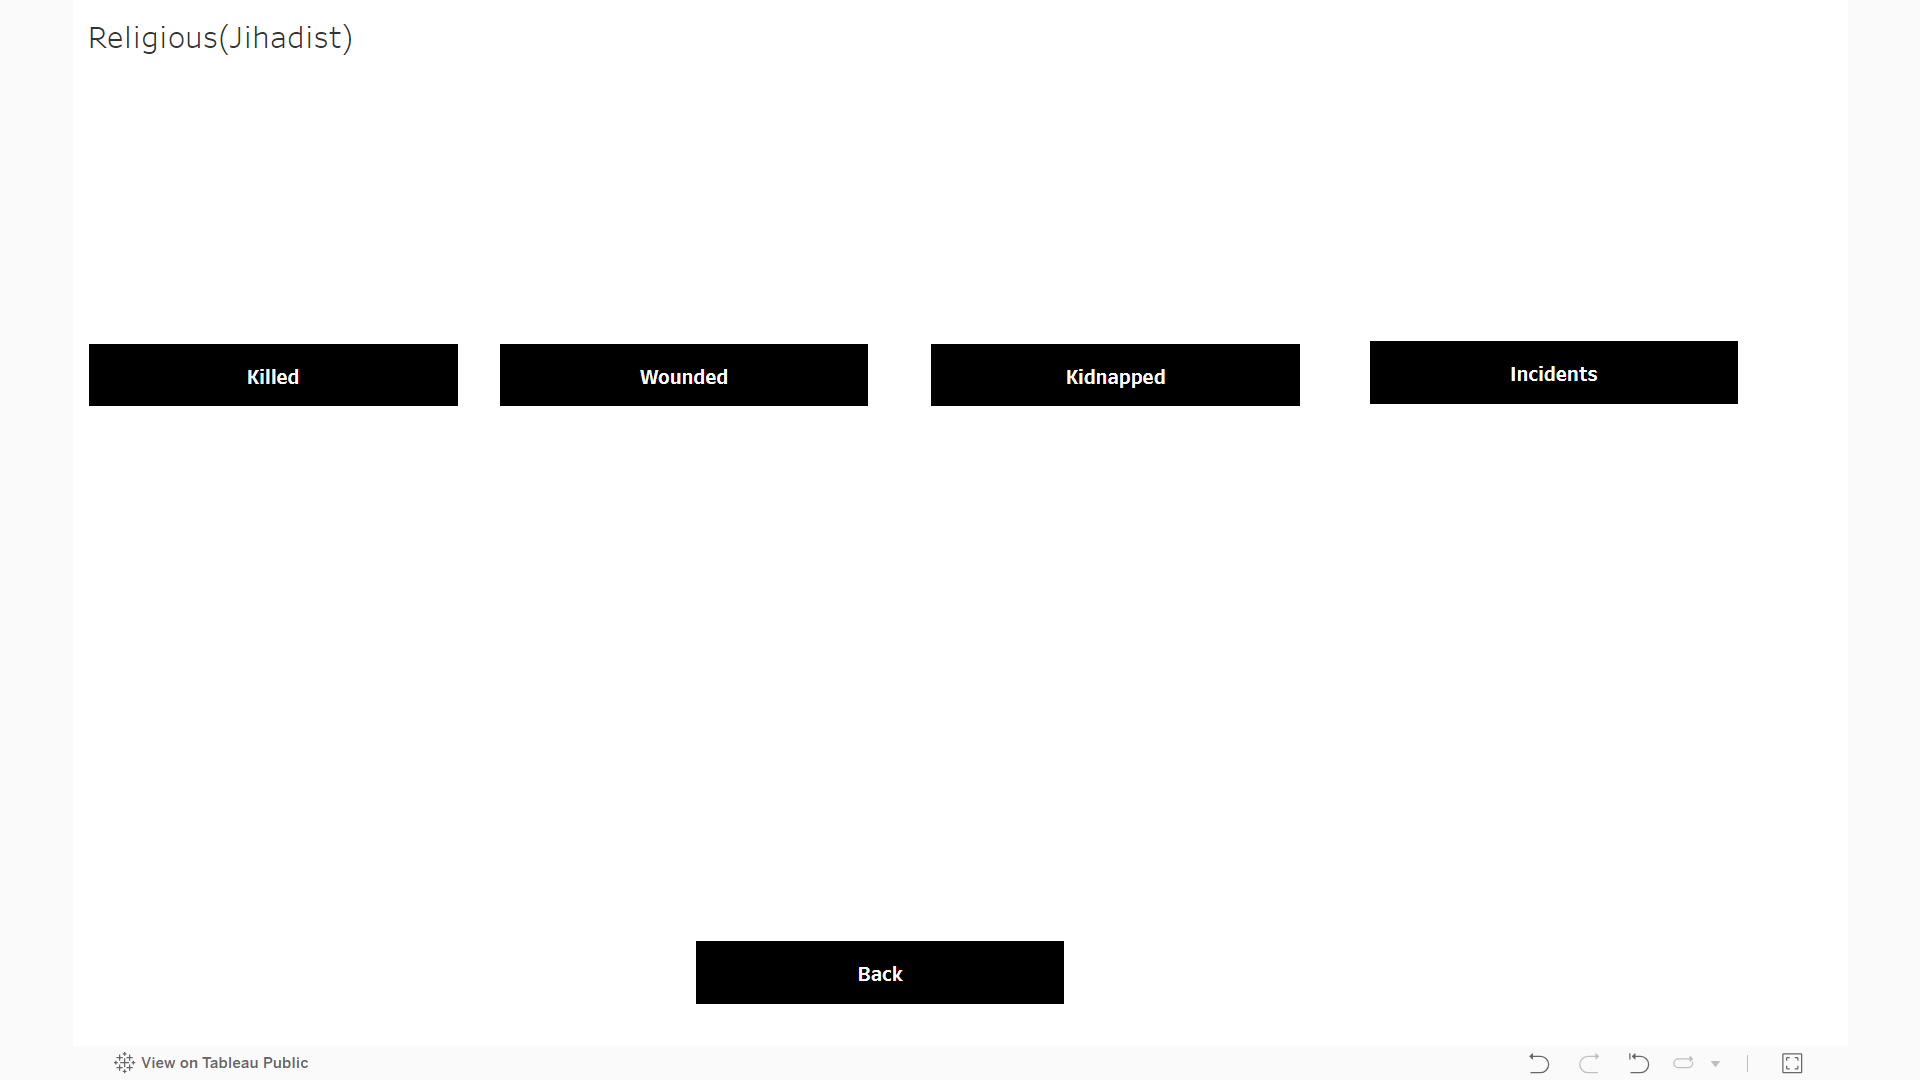 Religious(Jihadist)
Killed
Wounded
Kidnapped
Incidents
Back
View on Tableau Public